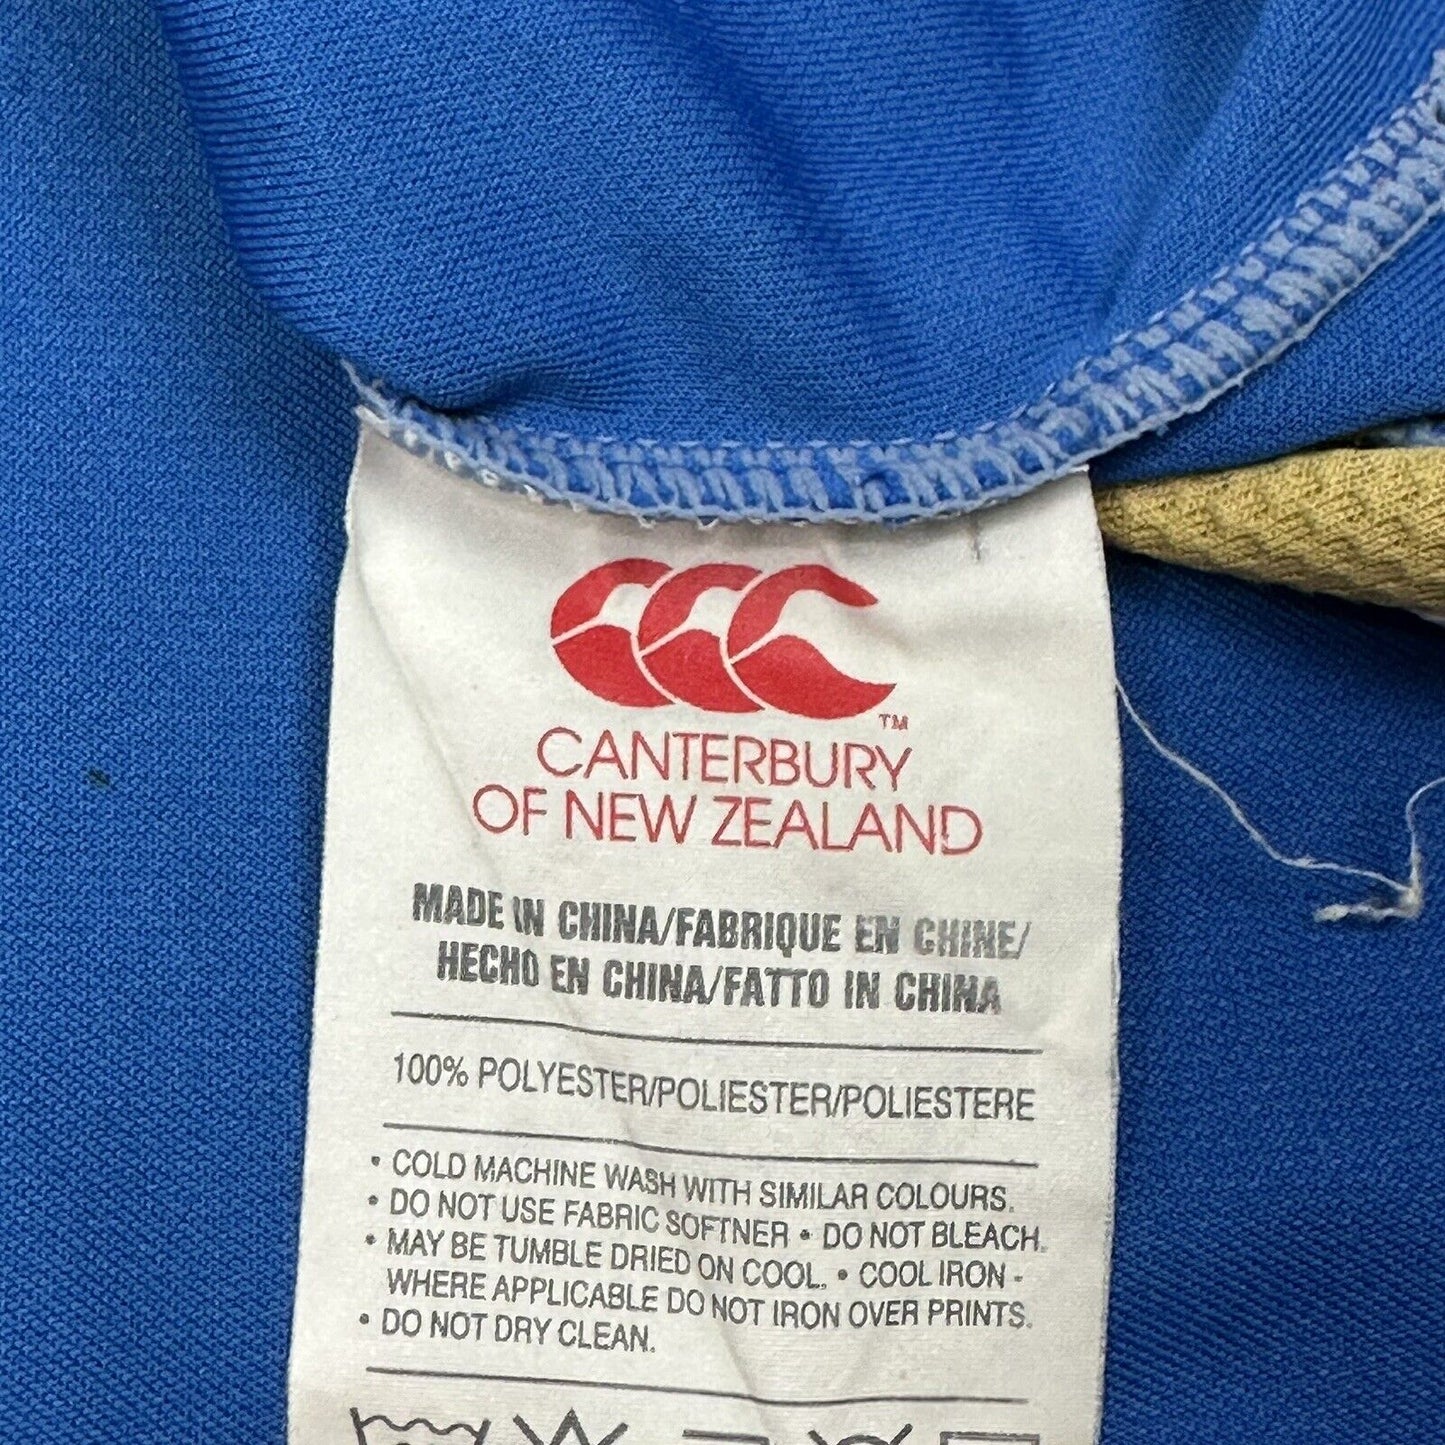 CCC
TM
CANTERBURY
OF NEW ZEALAND
MADE IN CHINA/FABRIQUE EN CHINE/
HECHO EN CHINA/FATTO IN CHINA
100% POLYESTER/POLIESTER/POLIESTERE
• COLD MACHINE WASH WITH SIMILAR COLOURS.
• DO NOT USE FABRIC SOFTNER • DO NOT BLEACH.
• MAY BE TUMBLE DRIED ON COOL. • COOL IRON -
WHERE APPLICABLE DO NOT IRON OVER PRINTS.
• DO NOT DRY CLEAN.